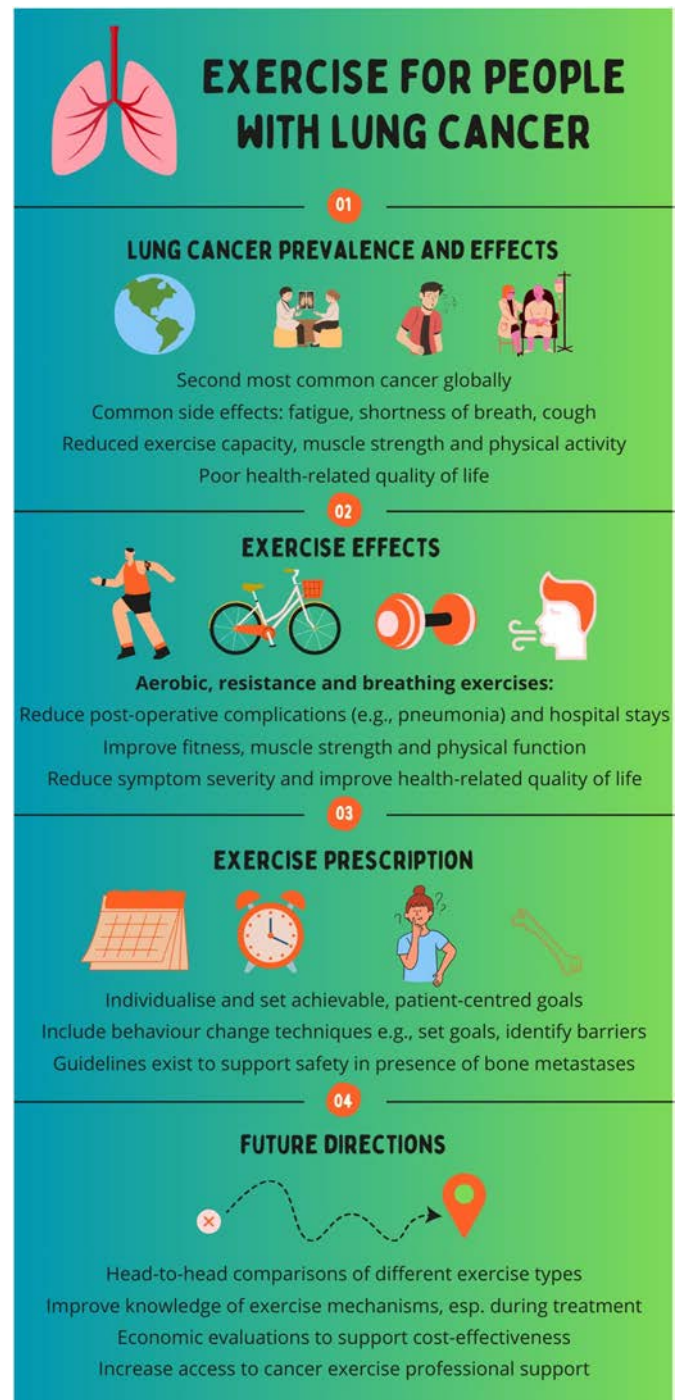 EXERCISE FOR PEOPLE
WITH LUNG CANCER
01
LUNG CANCER PREVALENCE AND EFFECTS
Second most common cancer globally
Common side effects: fatigue, shortness of breath, cough
Reduced exercise capacity, muscle strength and physical activity
Poor health-related quality of life
02
EXERCISE EFFECTS
Aerobic, resistance and breathing exercises:
Reduce post-operative complications (e.g., pneumonia) and hospital stays
Improve fitness, muscle strength and physical function
Reduce symptom severity and improve health-related quality of life
03
EXERCISE PRESCRIPTION
Individualise and set achievable, patient-centred goals
Include behaviour change techniques e.g., set goals, identify barriers
Guidelines exist to support safety in presence of bone metastases
04
FUTURE DIRECTIONS
Head-to-head comparisons of different exercise types
Improve knowledge of exercise mechanisms, esp. during treatment
Economic evaluations to support cost-effectiveness
Increase access to cancer exercise professional support